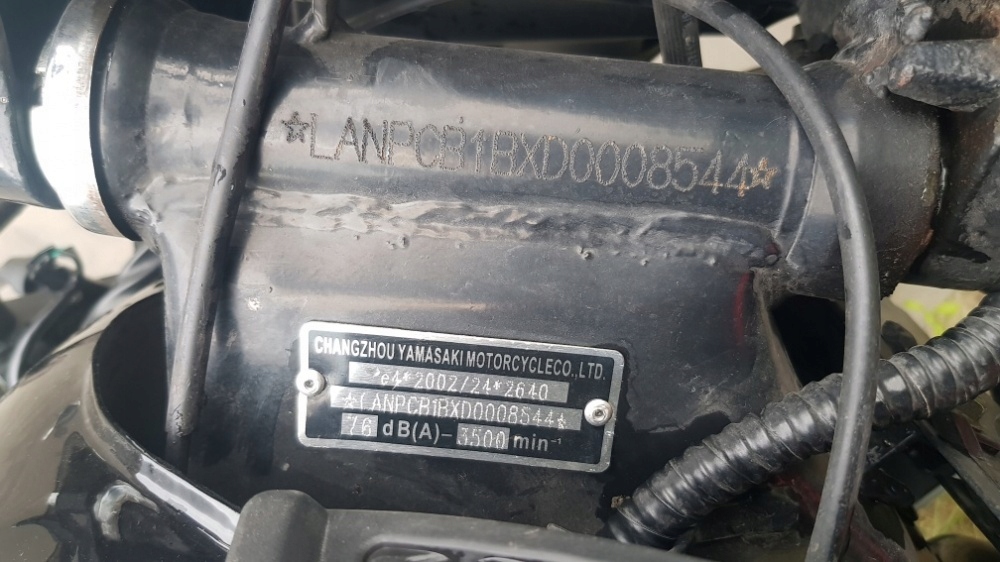 ☆LANPCB1BXD0008544☆
CHANGZHOU YAMASAKI MOTORCYCLECO.,LTD.
*e4*2002/24*2640
☆LANPCB1BXD0008544☆
76 dB(A)- 3500 min⁻¹